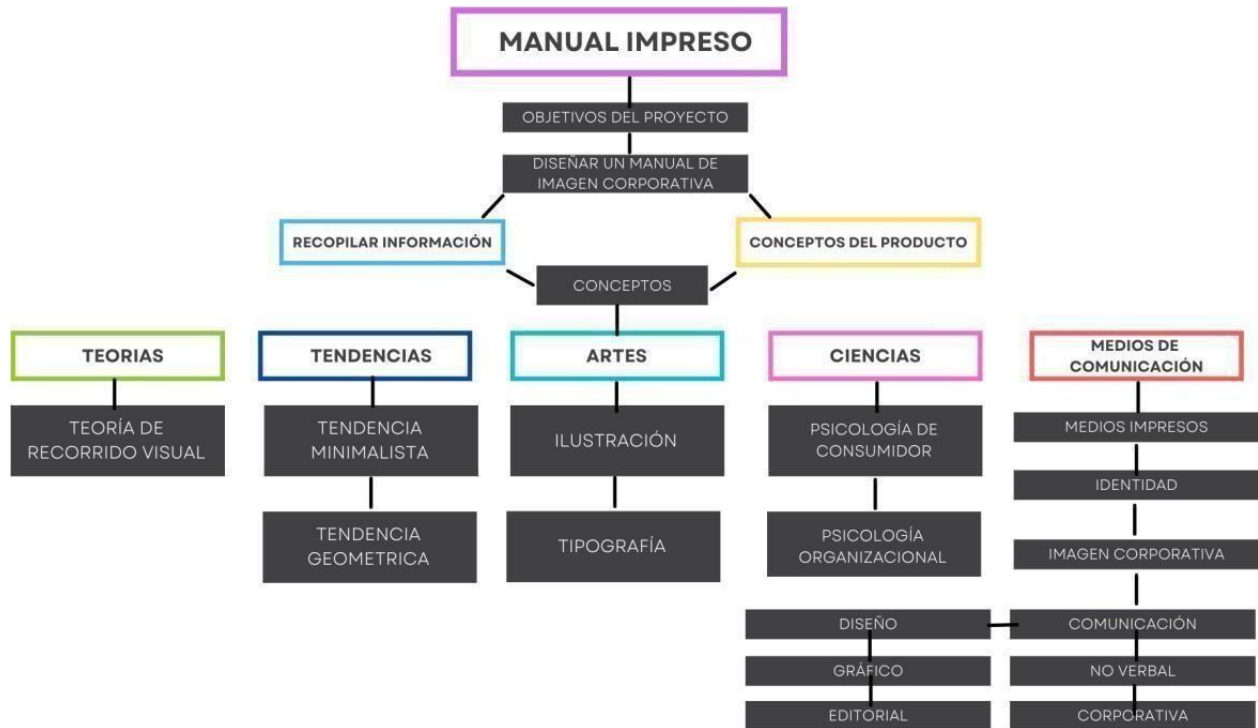 MANUAL IMPRESO
OBJETIVOS DEL PROYECTO
DISEÑAR UN MANUAL DE
IMAGEN CORPORATIVA
RECOPILAR INFORMACIÓN
CONCEPTOS DEL PRODUCTO
CONCEPTOS
TEORIAS
TEORÍA DE
RECORRIDO VISUAL
TENDENCIAS
TENDENCIA
MINIMALISTA
TENDENCIA
GEOMETRICA
ARTES
ILUSTRACIÓN
TIPOGRAFÍA
CIENCIAS
PSICOLOGÍA DE
CONSUMIDOR
PSICOLOGÍA
ORGANIZACIONAL
MEDIOS DE
COMUNICACIÓN
MEDIOS IMPRESOS
IDENTIDAD
IMAGEN CORPORATIVA
COMUNICACIÓN
NO VERBAL
CORPORATIVA
DISEÑO
GRÁFICO
EDITORIAL